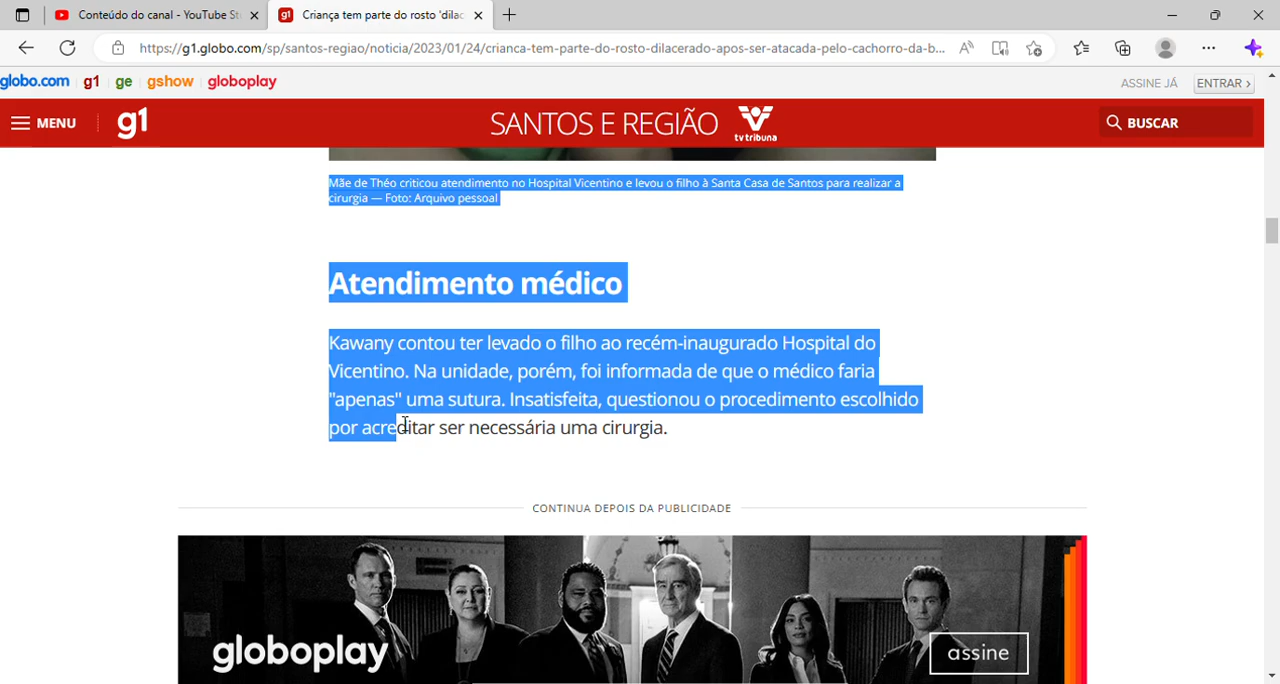 Conteúdo do canal - YouTube St
Criança tem parte do rosto 'dilac
https://g1.globo.com/sp/santos-regiao/noticia/2023/01/24/crianca-tem-parte-do-rosto-dilacerado-apos-ser-atacada-pelo-cachorro-da-b...
globo.com g1 ge gshow globoplay
ASSINE JÁ ENTRAR ›
MENU g1 SANTOS E REGIÃO tv tribuna BUSCAR
Mãe de Théo criticou atendimento no Hospital Vicentino e levou o filho à Santa Casa de Santos para realizar a
cirurgia — Foto: Arquivo pessoal
Atendimento médico
Kawany contou ter levado o filho ao recém-inaugurado Hospital do
Vicentino. Na unidade, porém, foi informada de que o médico faria
"apenas" uma sutura. Insatisfeita, questionou o procedimento escolhido
por acreditar ser necessária uma cirurgia.
CONTINUA DEPOIS DA PUBLICIDADE
globoplay
assine